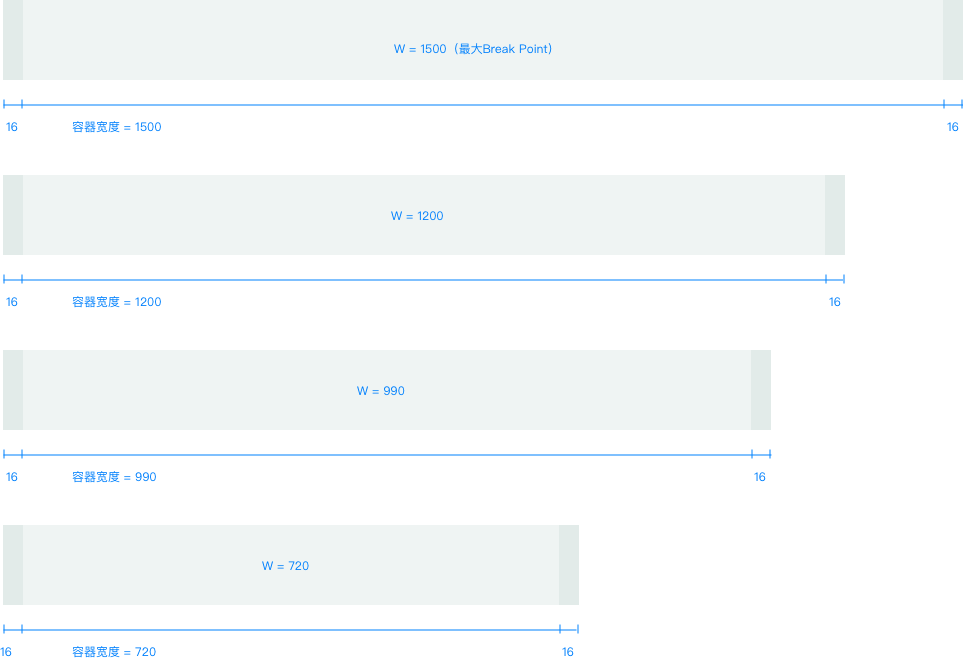 W = 1500（最大Break Point）
16 容器宽度 = 1500 16
W = 1200
16 容器宽度 = 1200 16
W = 990
16 容器宽度 = 990 16
W = 720
16 容器宽度 = 720 16